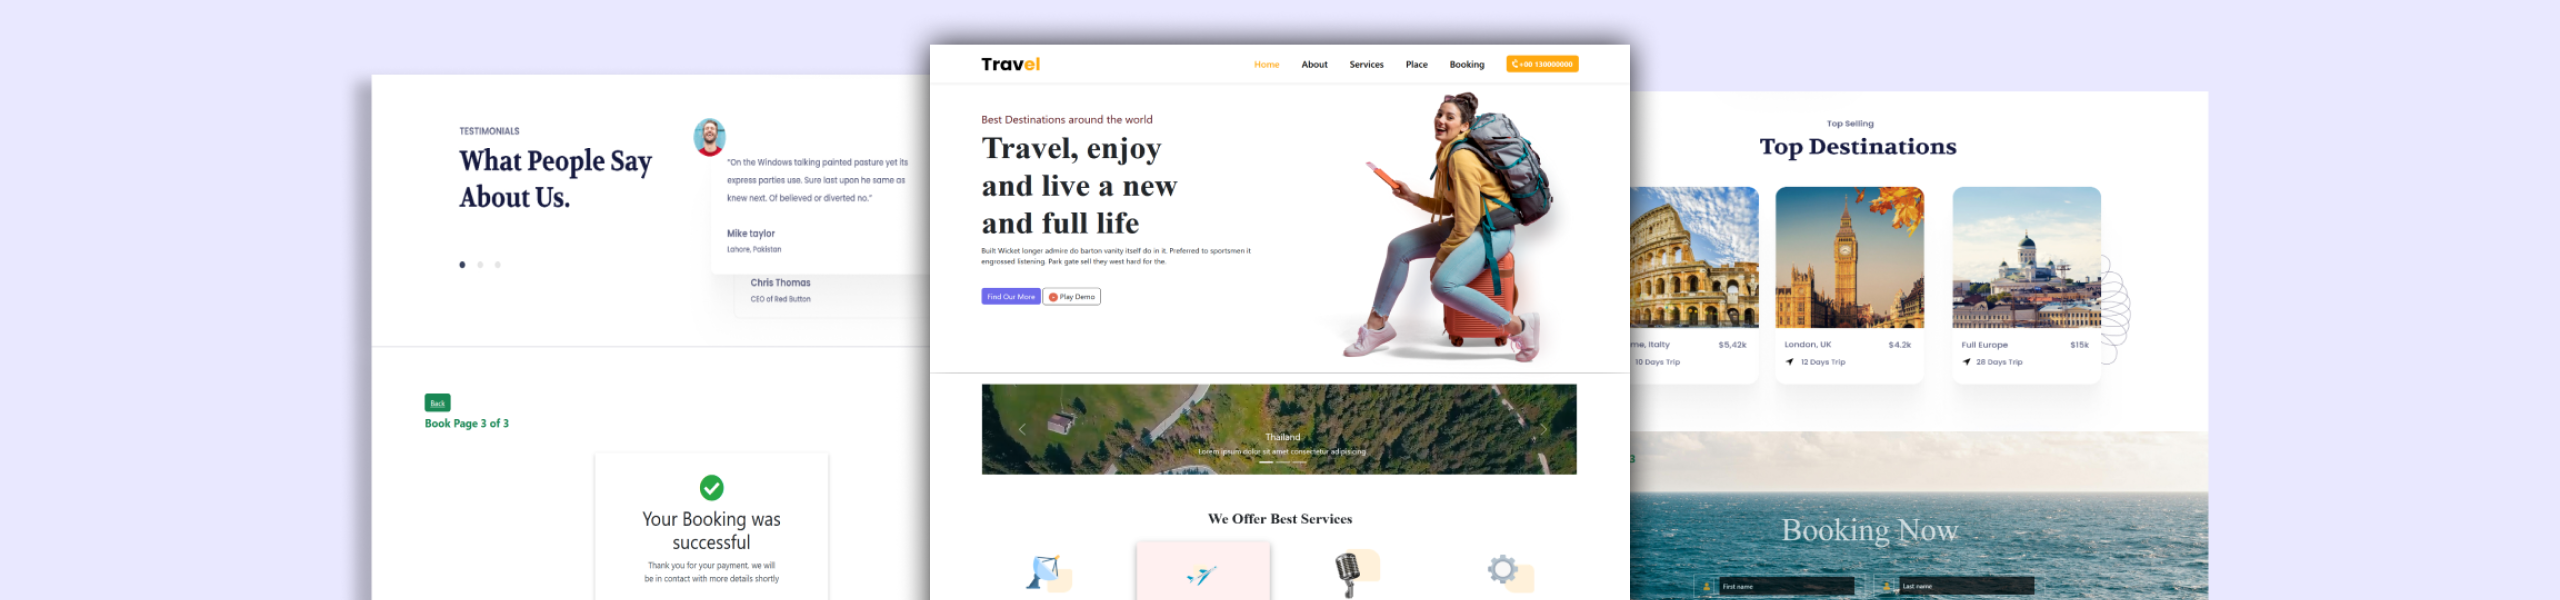 TESTIMONIALS
What People Say
About Us.
"On the Windows talking painted pasture yet its
express parties use. Sure last upon he same as
knew next. Of believed or diverted no."
Mike taylor
Lahore, Pakistan
Chris Thomas
CEO of Red Button
Back
Book Page 3 of 3
Your Booking was
successful
Thank you for your payment, we will
be in contact with more details shortly
Travel
Home About Services Place Booking +00 130000000
Best Destinations around the world
Travel, enjoy
and live a new
and full life
Built Wicket longer admire do barton vanity itself do in it. Preferred to sportsmen it
engrossed listening. Park gate sell they west hard for the.
Find Our More Play Demo
Thailand
Lorem ipsum dolor sit amet consectetur adipisicing
We Offer Best Services
Top Selling
Top Destinations
me, Italty $5,42k
10 Days Trip
London, UK $4.2k
12 Days Trip
Full Europe $15k
28 Days Trip
3
Booking Now
First name Last name